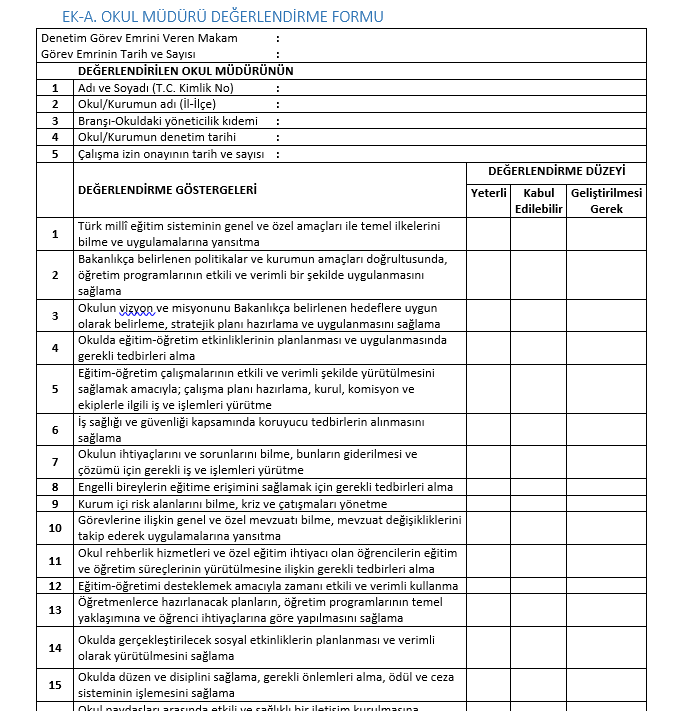 EK-A. OKUL MÜDÜRÜ DEĞERLENDİRME FORMU
Denetim Görev Emrini Veren Makam :
Görev Emrinin Tarih ve Sayısı :
DEĞERLENDİRİLEN OKUL MÜDÜRÜNÜN
1 Adı ve Soyadı (T.C. Kimlik No) :
2 Okul/Kurumun adı (İl-İlçe) :
3 Branşı-Okuldaki yöneticilik kıdemi :
4 Okul/Kurumun denetim tarihi :
5 Çalışma izin onayının tarih ve sayısı :
DEĞERLENDİRME GÖSTERGELERİ
DEĞERLENDİRME DÜZEYİ
Yeterli
Kabul
Edilebilir
Geliştirilmesi
Gerek
1 Türk millî eğitim sisteminin genel ve özel amaçları ile temel ilkelerini
bilme ve uygulamalarına yansıtma
2 Bakanlıkça belirlenen politikalar ve kurumun amaçları doğrultusunda,
öğretim programlarının etkili ve verimli bir şekilde uygulanmasını
sağlama
3 Okulun vizyon ve misyonunu Bakanlıkça belirlenen hedeflere uygun
olarak belirleme, stratejik planı hazırlama ve uygulanmasını sağlama
4 Okulda eğitim-öğretim etkinliklerinin planlanması ve uygulanmasında
gerekli tedbirleri alma
5 Eğitim-öğretim çalışmalarının etkili ve verimli şekilde yürütülmesini
sağlamak amacıyla; çalışma planı hazırlama, kurul, komisyon ve
ekiplerle ilgili iş ve işlemleri yürütme
6 İş sağlığı ve güvenliği kapsamında koruyucu tedbirlerin alınmasını
sağlama
7 Okulun ihtiyaçlarını ve sorunlarını bilme, bunların giderilmesi ve
çözümü için gerekli iş ve işlemleri yürütme
8 Engelli bireylerin eğitime erişimini sağlamak için gerekli tedbirleri alma
9 Kurum içi risk alanlarını bilme, kriz ve çatışmaları yönetme
10 Görevlerine ilişkin genel ve özel mevzuatı bilme, mevzuat değişikliklerini
takip ederek uygulamalarına yansıtma
11 Okul rehberlik hizmetleri ve özel eğitim ihtiyacı olan öğrencilerin eğitim
ve öğretim süreçlerinin yürütülmesine ilişkin gerekli tedbirleri alma
12 Eğitim-öğretimi desteklemek amacıyla zamanı etkili ve verimli kullanma
13 Öğretmenlerce hazırlanacak planların, öğretim programlarının temel
yaklaşımına ve öğrenci ihtiyaçlarına göre yapılmasını sağlama
14 Okulda gerçekleştirilecek sosyal etkinliklerin planlanması ve verimli
olarak yürütülmesini sağlama
15 Okulda düzen ve disiplini sağlama, gerekli önlemleri alma, ödül ve ceza
sisteminin işlemesini sağlama
Okul paydaşları arasında etkili ve sağlıklı bir iletişim kurulmasına